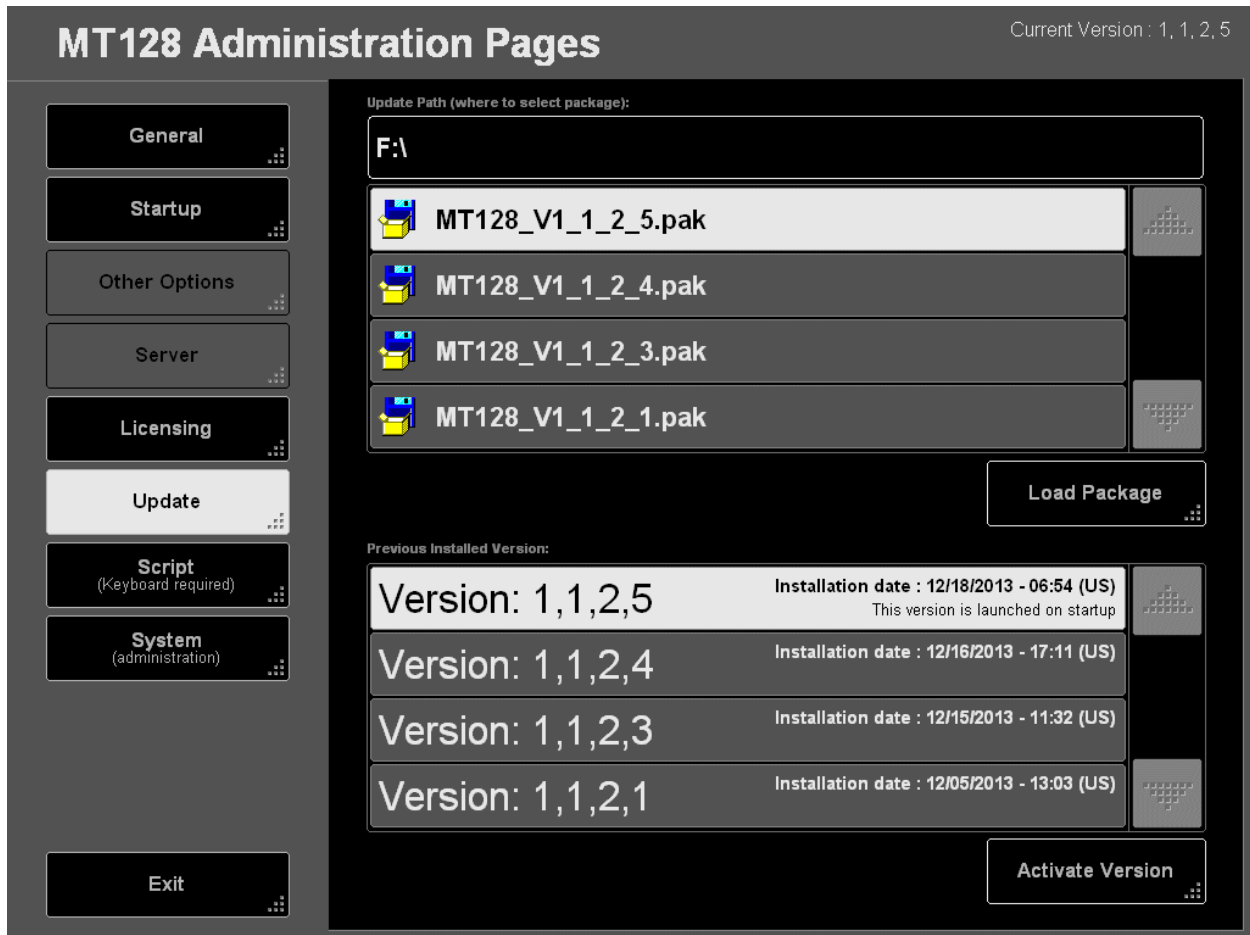 MT128 Administration Pages
Current Version : 1, 1, 2, 5
General
Startup
Other Options
Server
Licensing
Update
Script
(Keyboard required)
System
(administration)
Exit
Update Path (where to select package):
F:\
MT128_V1_1_2_5.pak
MT128_V1_1_2_4.pak
MT128_V1_1_2_3.pak
MT128_V1_1_2_1.pak
Load Package
Previous Installed Version:
Version: 1,1,2,5
Installation date : 12/18/2013 - 06:54 (US)
This version is launched on startup
Version: 1,1,2,4
Installation date : 12/16/2013 - 17:11 (US)
Version: 1,1,2,3
Installation date : 12/15/2013 - 11:32 (US)
Version: 1,1,2,1
Installation date : 12/05/2013 - 13:03 (US)
Activate Version